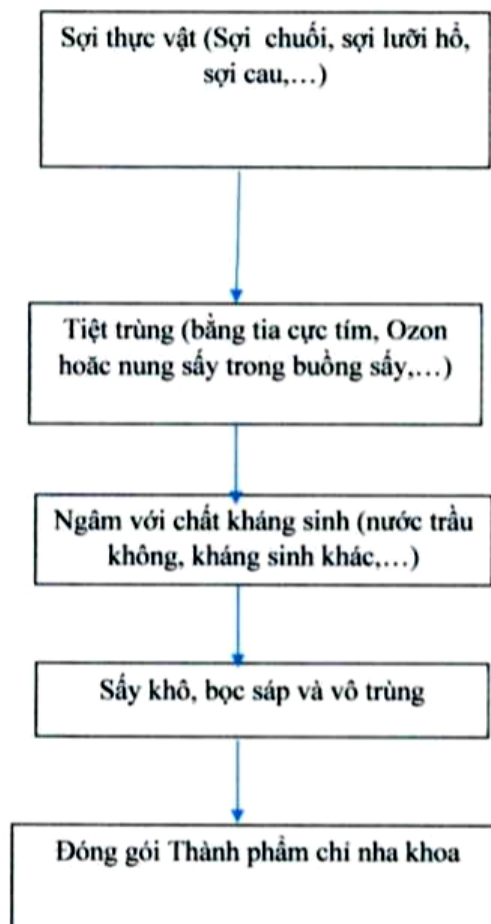 Sợi thực vật (Sợi chuối, sợi lưỡi hổ,
sợi cau,…)
Tiệt trùng (bằng tia cực tím, Ozon
hoặc nung sấy trong buồng sấy,…)
Ngâm với chất kháng sinh (nước trầu
không, kháng sinh khác,…)
Sấy khô, bọc sáp và vô trùng
Đóng gói Thành phẩm chỉ nha khoa